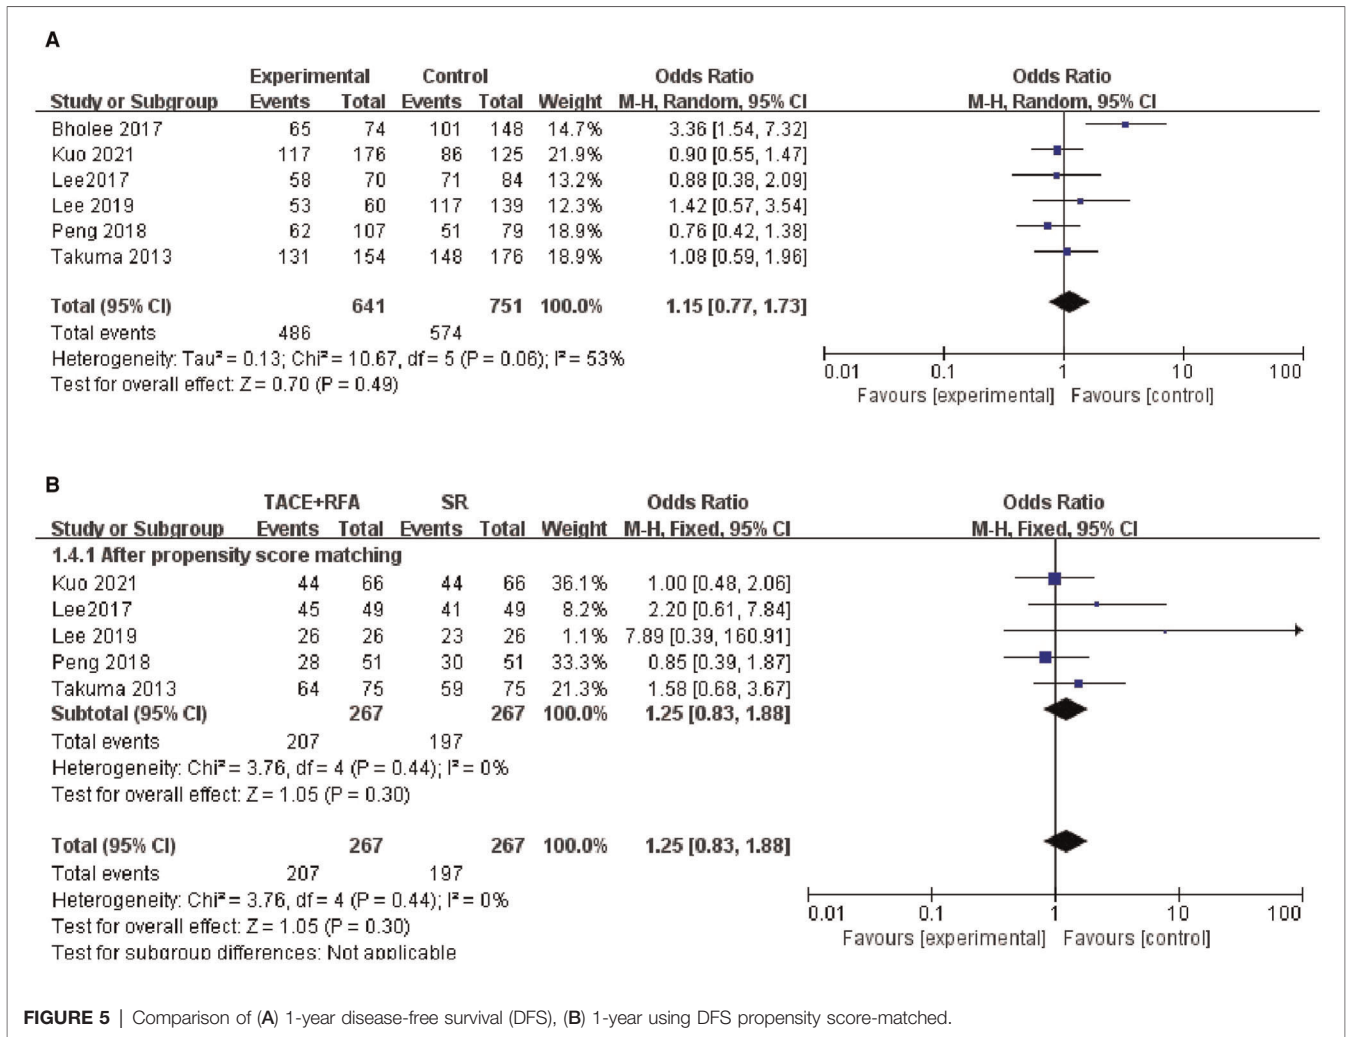 A
Experimental Control Odds Ratio Odds Ratio
Study or Subgroup Events Total Events Total Weight M-H, Random, 95% CI M-H, Random, 95% CI
Bholee 2017 65 74 101 148 14.7% 3.36 [1.54, 7.32]
Kuo 2021 117 176 86 125 21.9% 0.90 [0.55, 1.47]
Lee2017 58 70 71 84 13.2% 0.88 [0.38, 2.09]
Lee 2019 53 60 117 139 12.3% 1.42 [0.57, 3.54]
Peng 2018 62 107 51 79 18.9% 0.76 [0.42, 1.38]
Takuma 2013 131 154 148 176 18.9% 1.08 [0.59, 1.96]
Total (95% CI) 641 751 100.0% 1.15 [0.77, 1.73]
Total events 486 574
Heterogeneity: Tau² = 0.13; Chi² = 10.67, df = 5 (P = 0.06); I² = 53%
Test for overall effect: Z = 0.70 (P = 0.49)
0.01 0.1 1 10 100
Favours [experimental] Favours [control]
B
TACE+RFA SR Odds Ratio Odds Ratio
Study or Subgroup Events Total Events Total Weight M-H, Fixed, 95% CI M-H, Fixed, 95% CI
1.4.1 After propensity score matching
Kuo 2021 44 66 44 66 36.1% 1.00 [0.48, 2.06]
Lee2017 45 49 41 49 8.2% 2.20 [0.61, 7.84]
Lee 2019 26 26 23 26 1.1% 7.89 [0.39, 160.91]
Peng 2018 28 51 30 51 33.3% 0.85 [0.39, 1.87]
Takuma 2013 64 75 59 75 21.3% 1.58 [0.68, 3.67]
Subtotal (95% CI) 267 267 100.0% 1.25 [0.83, 1.88]
Total events 207 197
Heterogeneity: Chi² = 3.76, df = 4 (P = 0.44); I² = 0%
Test for overall effect: Z = 1.05 (P = 0.30)
Total (95% CI) 267 267 100.0% 1.25 [0.83, 1.88]
Total events 207 197
Heterogeneity: Chi² = 3.76, df = 4 (P = 0.44); I² = 0%
Test for overall effect: Z = 1.05 (P = 0.30)
Test for subgroup differences: Not applicable
0.01 0.1 1 10 100
Favours [experimental] Favours [control]
FIGURE 5 | Comparison of (A) 1-year disease-free survival (DFS), (B) 1-year using DFS propensity score-matched.